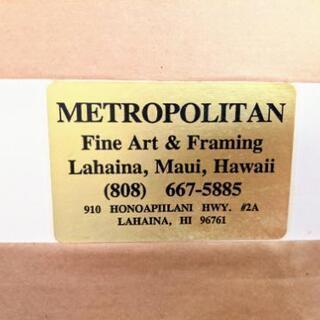 METROPOLITAN
Fine Art & Framing
Lahaina, Maui, Hawaii
(808) 667-5885
910 HONOAPIILANI HWY. #2A
LAHAINA, HI 96761